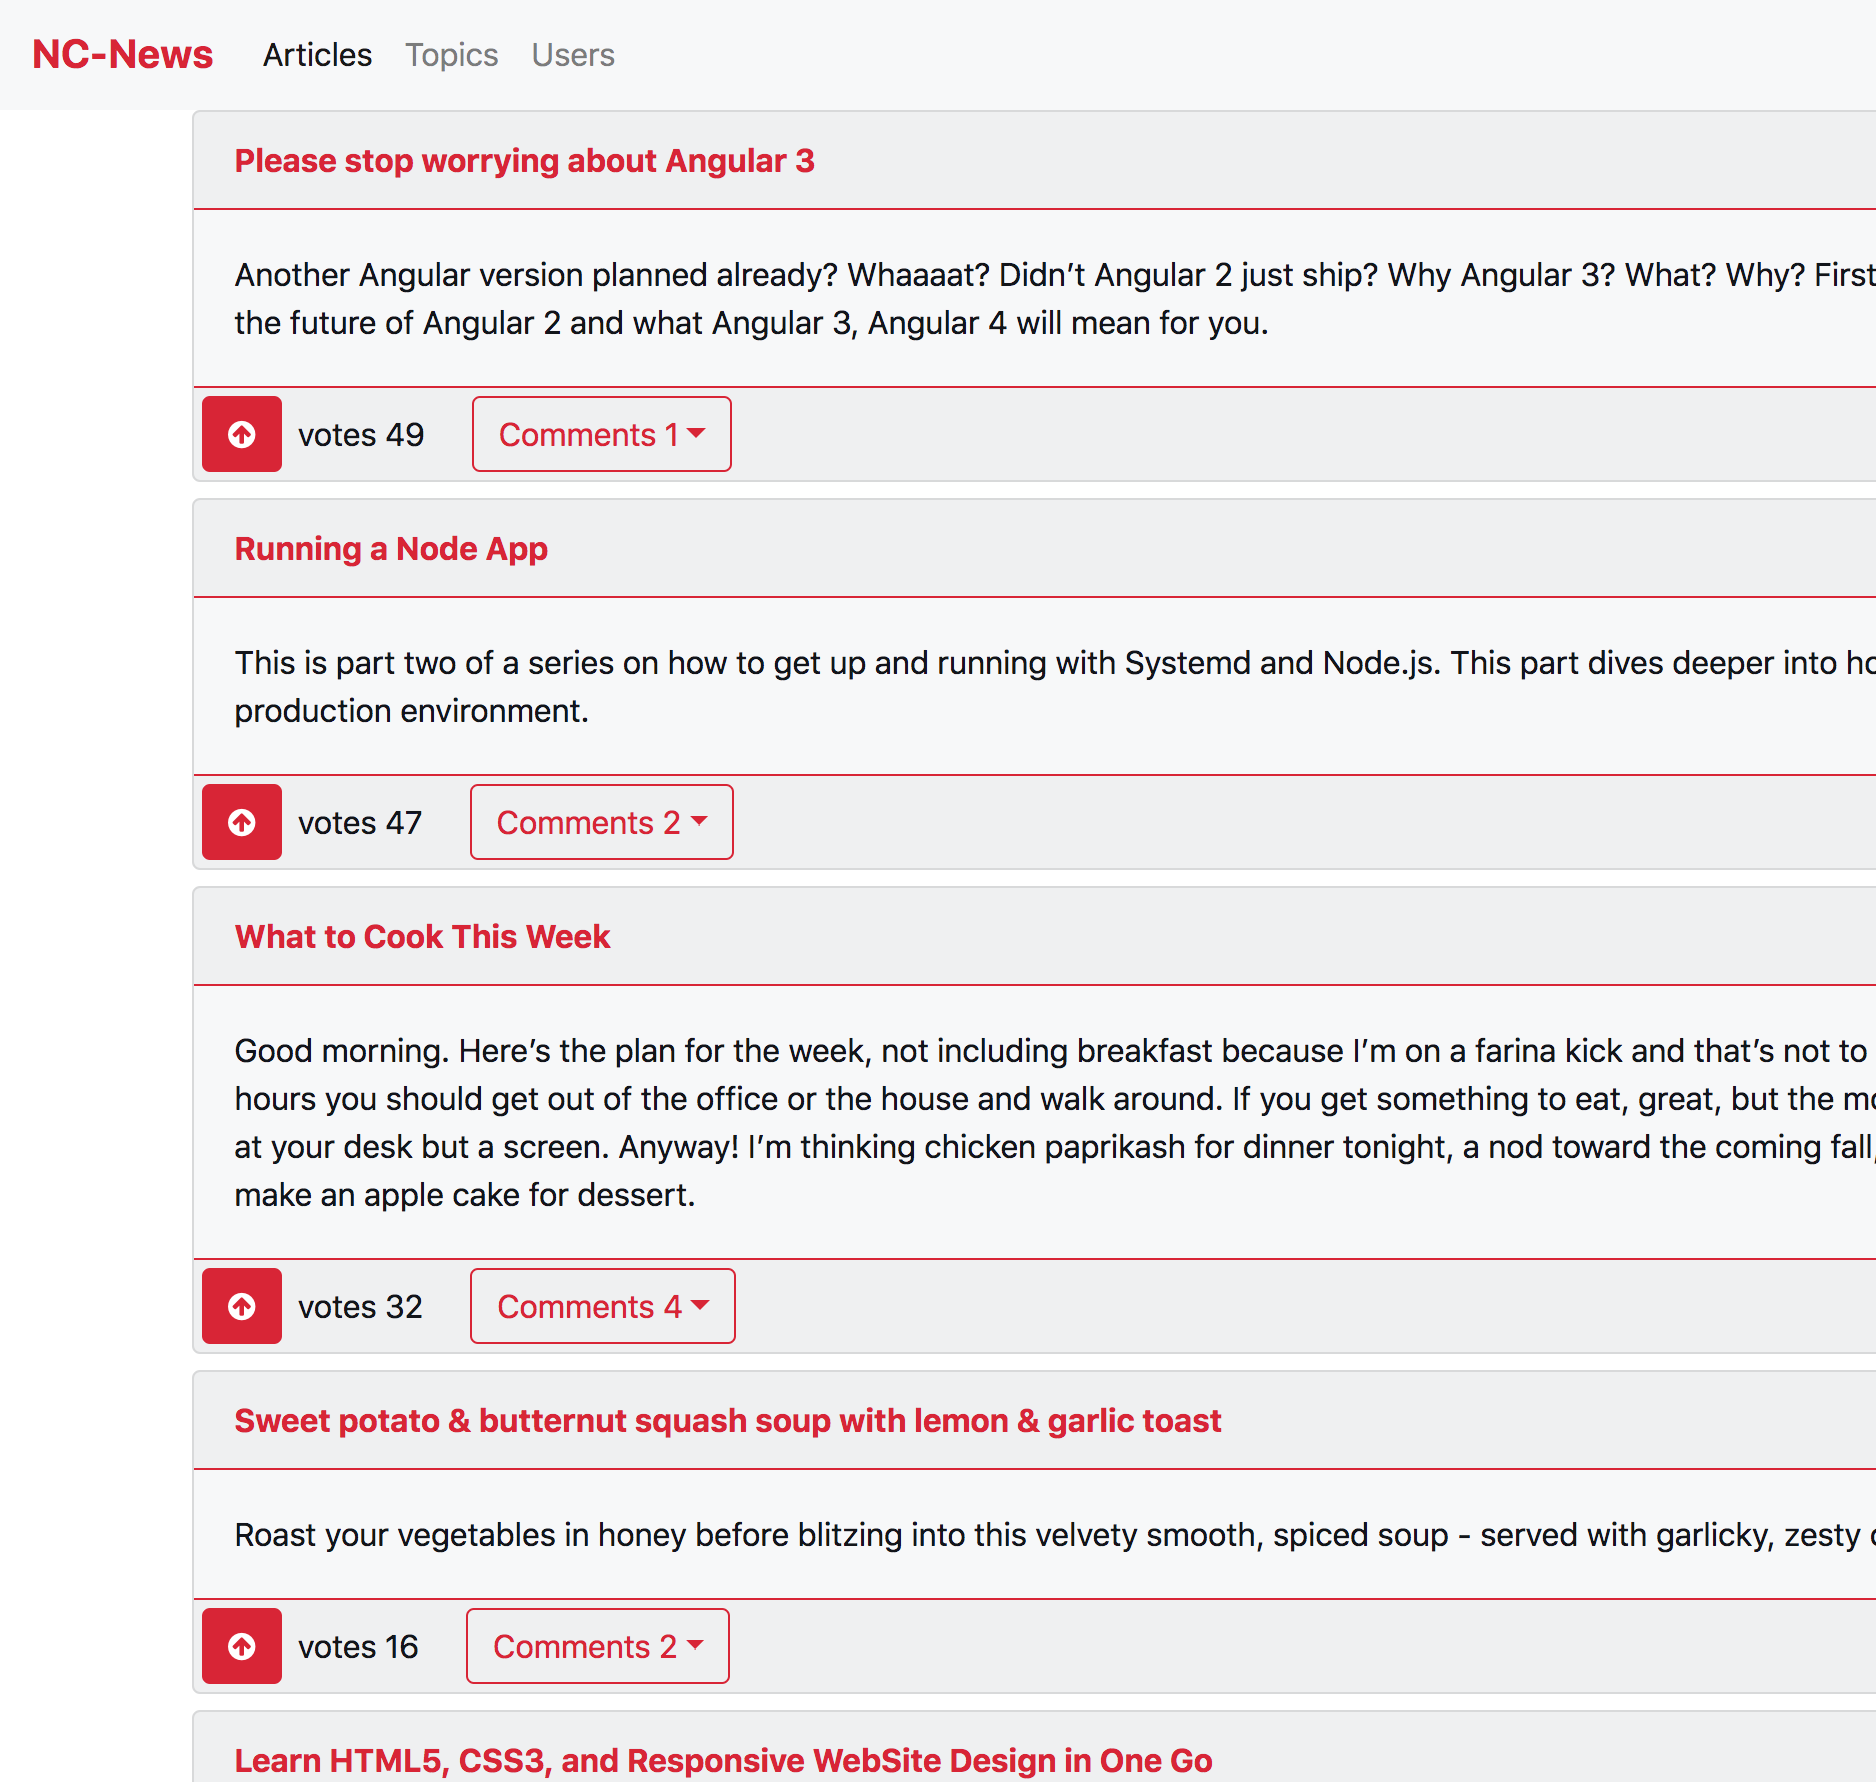 NC-News Articles Topics Users
Please stop worrying about Angular 3
Another Angular version planned already? Whaaaat? Didn’t Angular 2 just ship? Why Angular 3? What? Why? First
the future of Angular 2 and what Angular 3, Angular 4 will mean for you.
votes 49 Comments 1
Running a Node App
This is part two of a series on how to get up and running with Systemd and Node.js. This part dives deeper into
production environment.
votes 47 Comments 2
What to Cook This Week
Good morning. Here’s the plan for the week, not including breakfast because I’m on a farina kick and that’s not to
hours you should get out of the office or the house and walk around. If you get something to eat, great, but the
at your desk but a screen. Anyway! I’m thinking chicken paprikash for dinner tonight, a nod toward the coming fall,
make an apple cake for dessert.
votes 32 Comments 4
Sweet potato & butternut squash soup with lemon & garlic toast
Roast your vegetables in honey before blitzing into this velvety smooth, spiced soup - served with garlicky, zesty
votes 16 Comments 2
Learn HTML5, CSS3, and Responsive WebSite Design in One Go